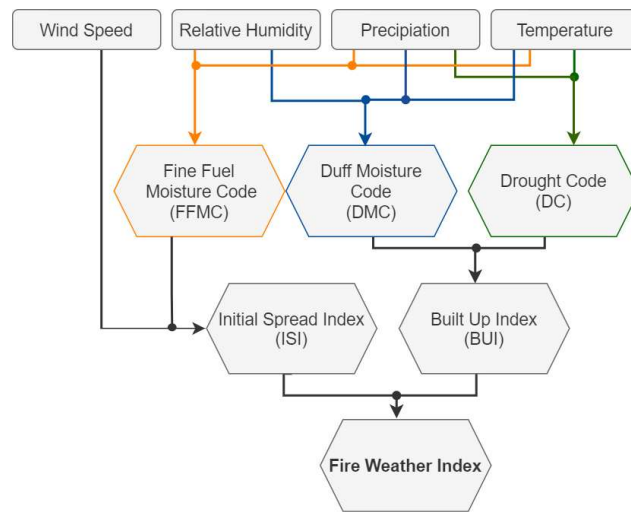 Wind Speed
Relative Humidity
Precipiation
Temperature
Fine Fuel
Moisture Code
(FFMC)
Duff Moisture
Code
(DMC)
Drought Code
(DC)
Initial Spread Index
(ISI)
Built Up Index
(BUI)
Fire Weather Index